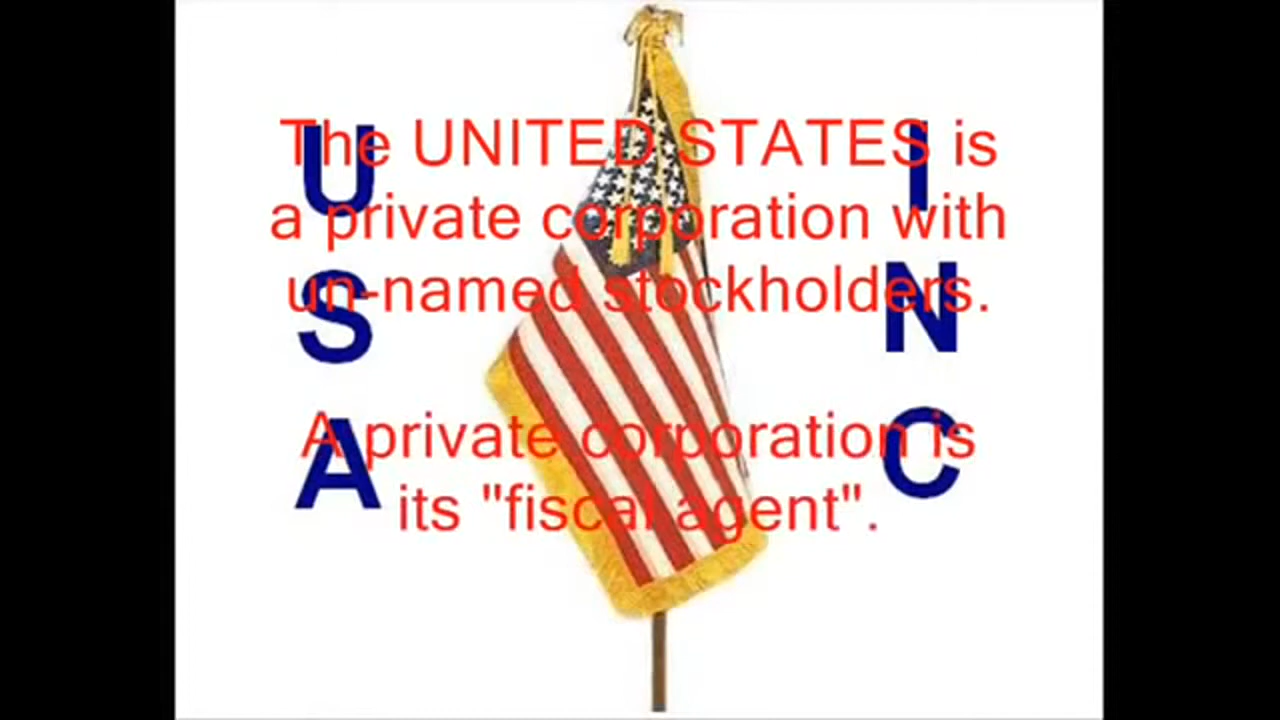 The UNITED STATES is
a private corporation with
un-named stockholders.
A private corporation is
its "fiscal agent".
U
S
A
I
N
C